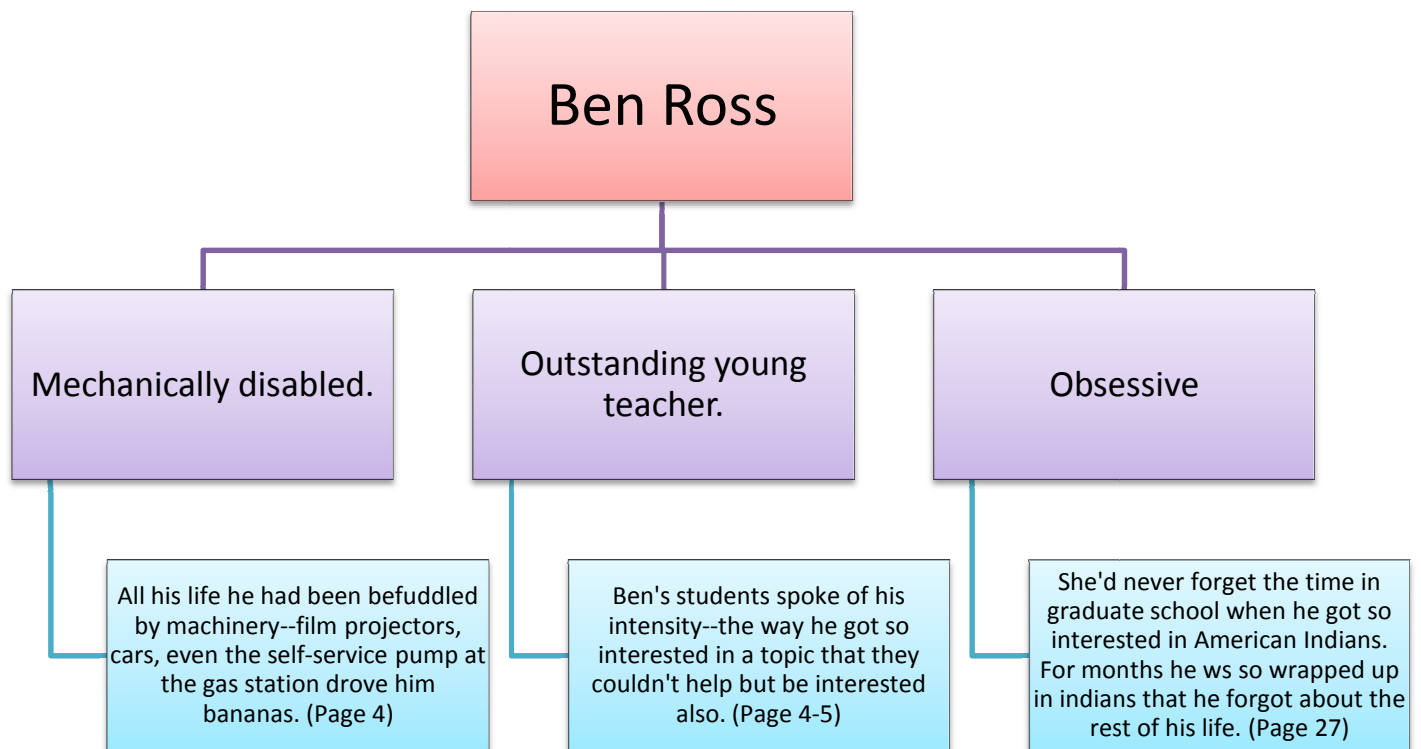 Ben Ross
Mechanically disabled.
Outstanding young
teacher.
Obsessive
All his life he had been befuddled
by machinery--film projectors,
cars, even the self-service pump at
the gas station drove him
bananas. (Page 4)
Ben's students spoke of his
intensity--the way he got so
interested in a topic that they
couldn't help but be interested
also. (Page 4-5)
She'd never forget the time in
graduate school when he got so
interested in American Indians.
For months he ws so wrapped up
in indians that he forgot about the
rest of his life. (Page 27)